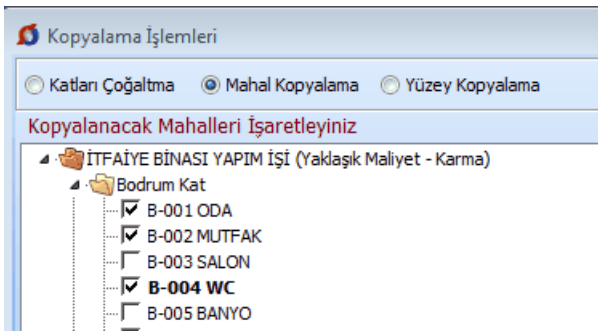 Kopyalama İşlemleri
Katları Çoğaltma Mahal Kopyalama Yüzey Kopyalama
Kopyalanacak Mahalleri İşaretleyiniz
İTFAİYE BİNASI YAPIM İŞİ (Yaklaşık Maliyet - Karma)
Bodrum Kat
B-001 ODA
B-002 MUTFAK
B-003 SALON
B-004 WC
B-005 BANYO